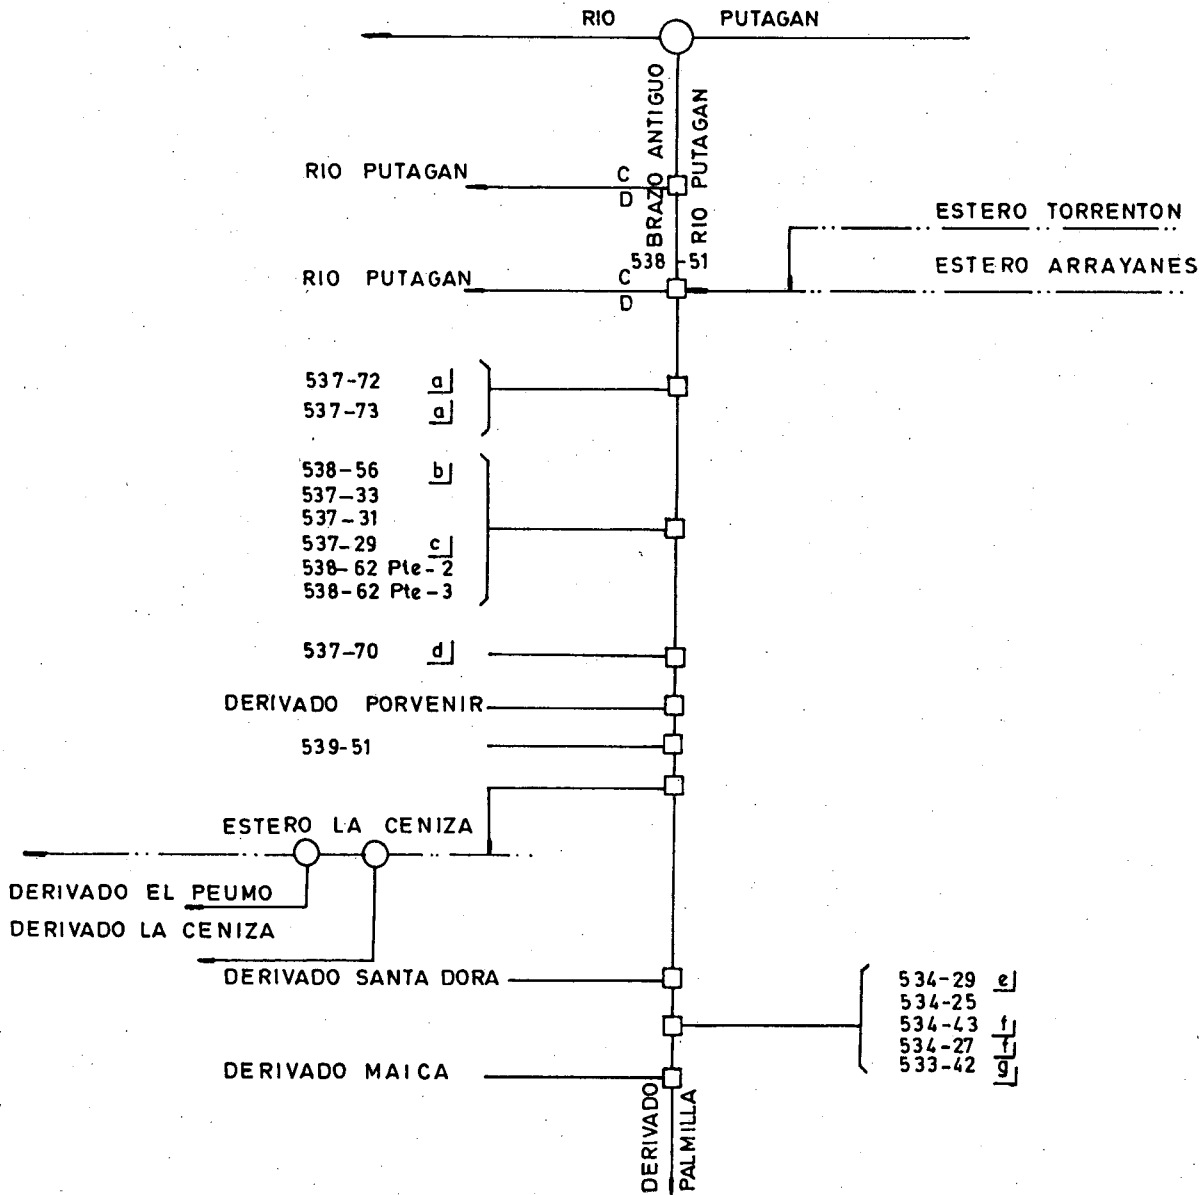 RIO PUTAGAN
BRAZO ANTIGUO
RIO PUTAGAN
RIO PUTAGAN
C
D
ESTERO TORRENTON
538-51
ESTERO ARRAYANES
RIO PUTAGAN
C
D
537-72 a
537-73 a
538-56 b
537-33
537-31
537-29 c
538-62 Pte-2
538-62 Pte-3
537-70 d
DERIVADO PORVENIR
539-51
ESTERO LA CENIZA
DERIVADO EL PEUMO
DERIVADO LA CENIZA
DERIVADO SANTA DORA
534-29 e
534-25
534-43 f
534-27 f
533-42 g
DERIVADO MAICA
DERIVADO
PALMILLA